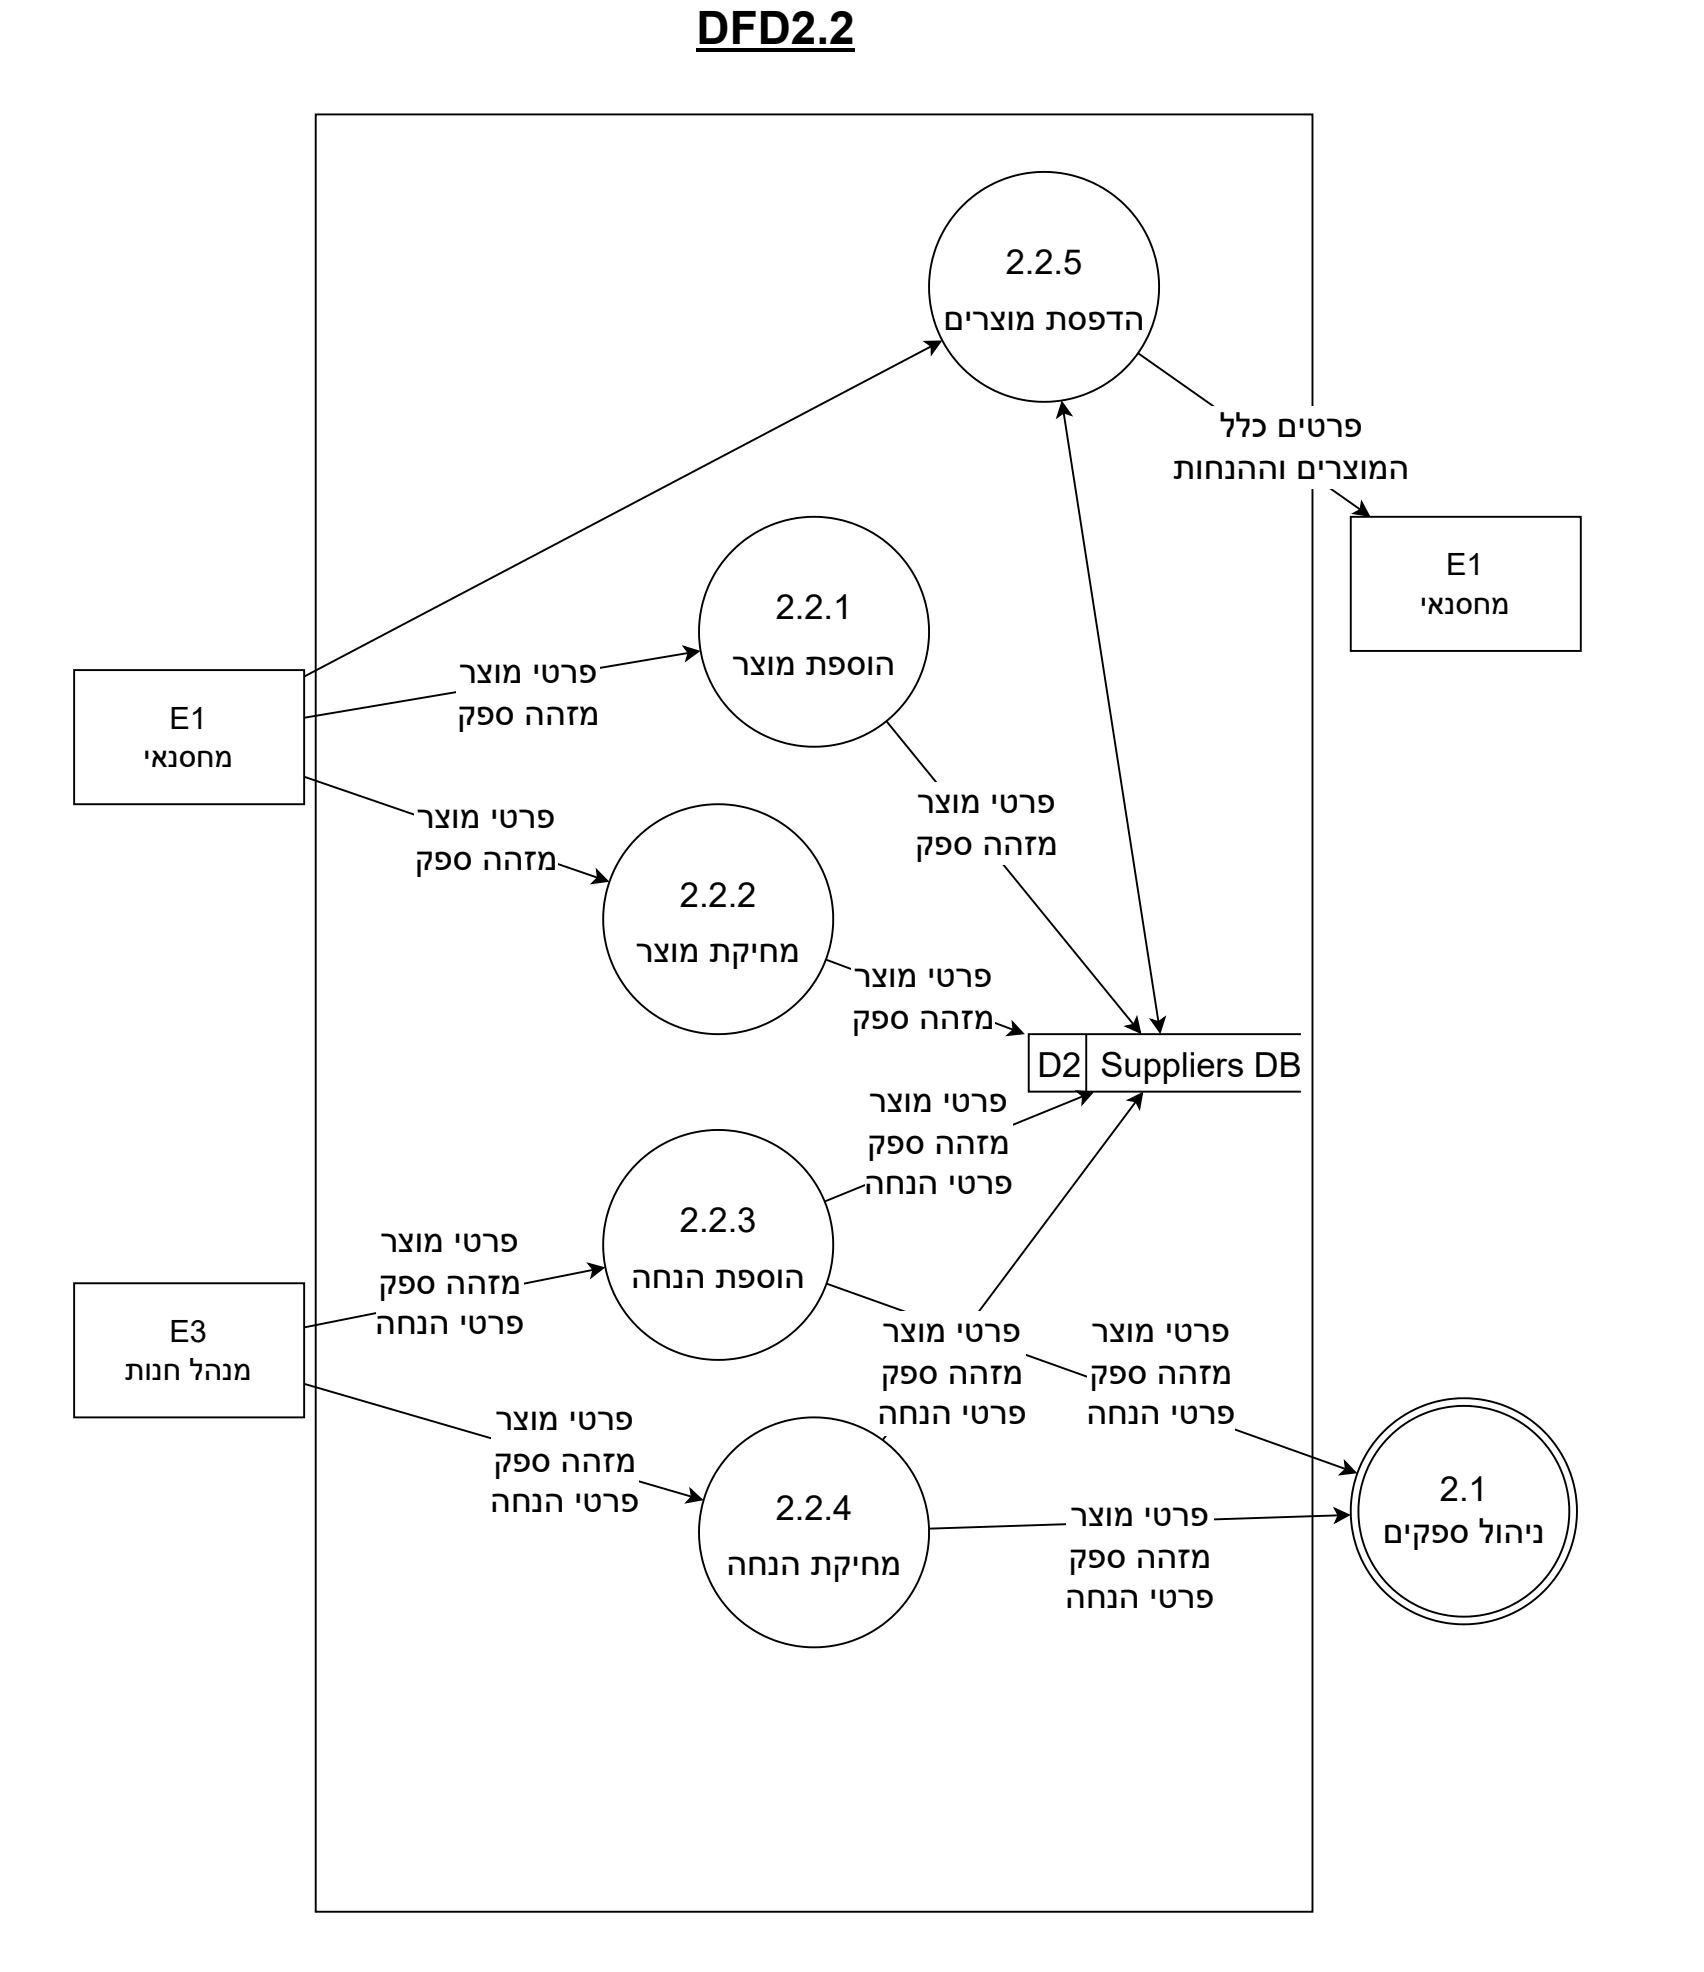 DFD2.2
2.2.5
הדפסת מוצרים
פרטים כלל
המוצרים וההנחות
E1
מחסנאי
2.2.1
הוספת מוצר
פרטי מוצר
מזהה ספק
E1
מחסנאי
פרטי מוצר
מזהה ספק
פרטי מוצר
מזהה ספק
2.2.2
מחיקת מוצר
פרטי מוצר
מזהה ספק
D2 Suppliers DB
פרטי מוצר
מזהה ספק
פרטי הנחה
2.2.3
הוספת הנחה
פרטי מוצר
מזהה ספק
פרטי הנחה
E3
מנהל חנות
פרטי מוצר
מזהה ספק
פרטי הנחה
פרטי מוצר
מזהה ספק
פרטי הנחה
פרטי מוצר
מזהה ספק
פרטי הנחה
2.2.4
מחיקת הנחה
פרטי מוצר
מזהה ספק
פרטי הנחה
2.1
ניהול ספקים